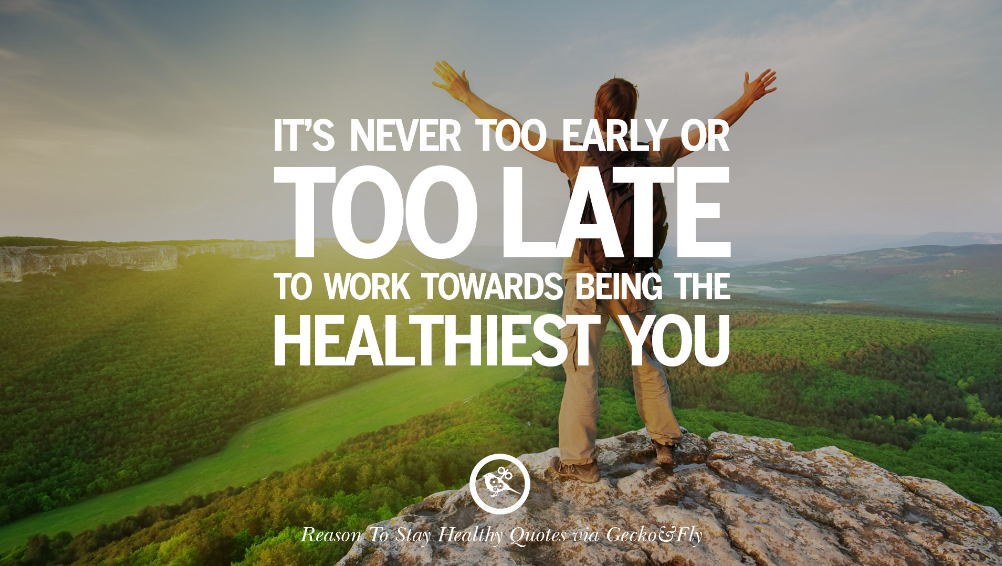 IT'S NEVER TOO EARLY OR
TOO LATE
TO WORK TOWARDS BEING THE
HEALTHIEST YOU
Reason To Stay Healthy Quotes via Gecko&Fly